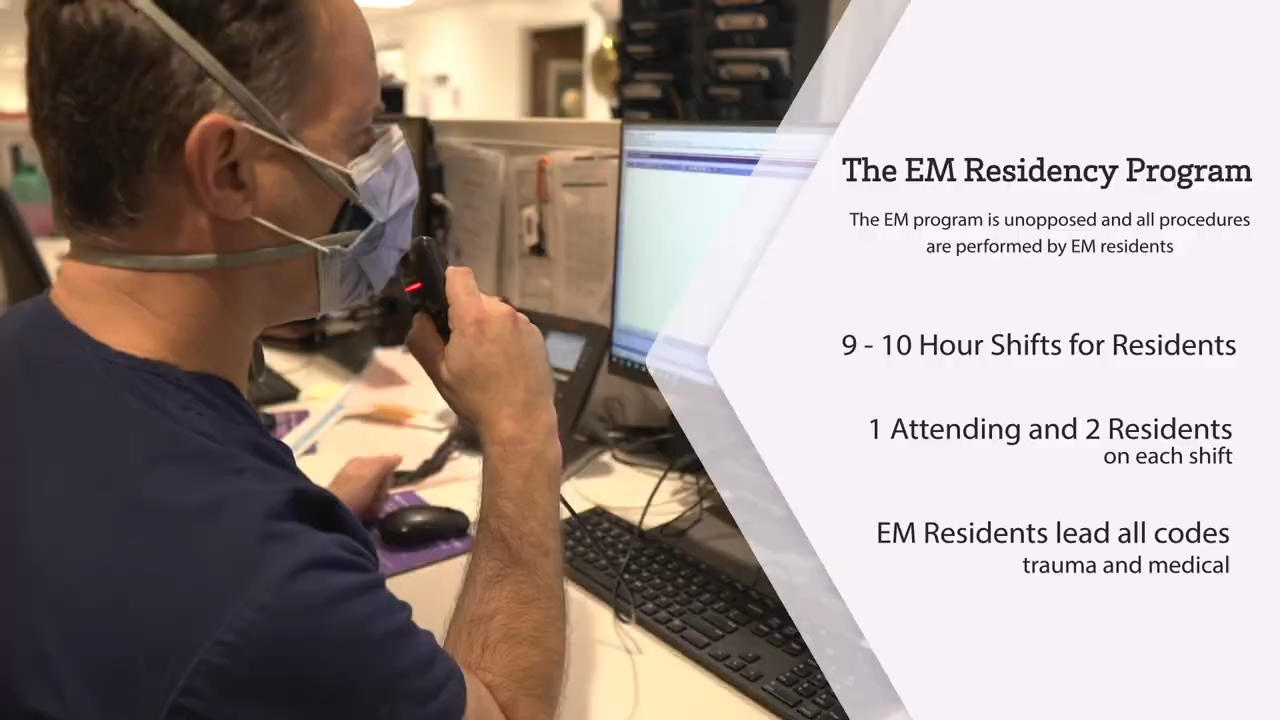 The EM Residency Program
The EM program is unopposed and all procedures
are performed by EM residents
9 - 10 Hour Shifts for Residents
1 Attending and 2 Residents
on each shift
EM Residents lead all codes
trauma and medical